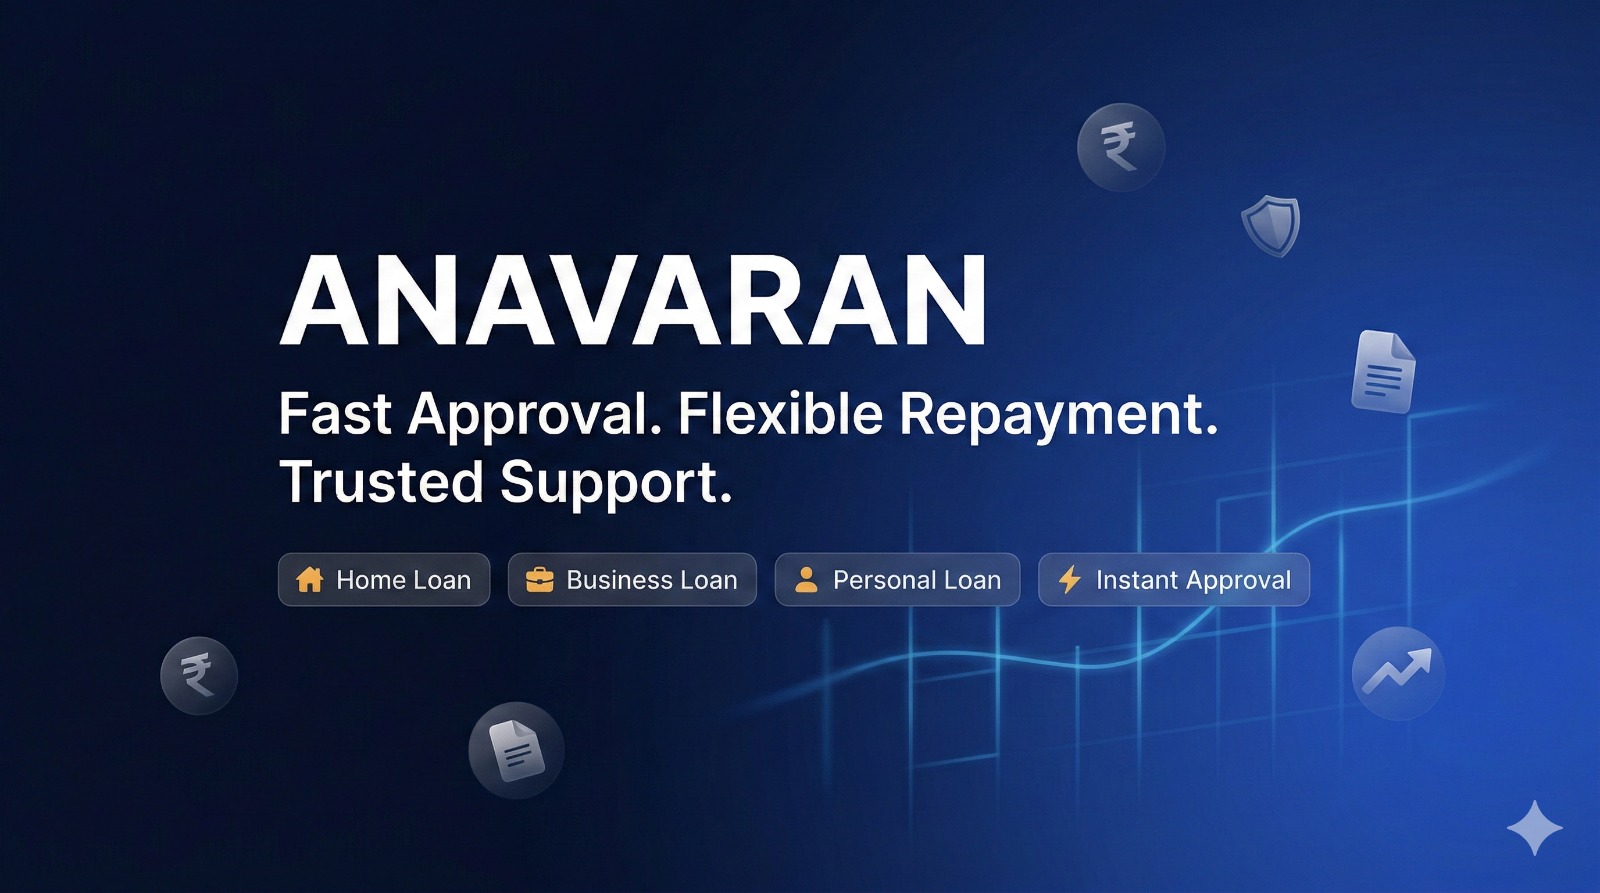 ANAVARAN
Fast Approval. Flexible Repayment.
Trusted Support.
Home Loan
Business Loan
Personal Loan
Instant Approval
₹
₹